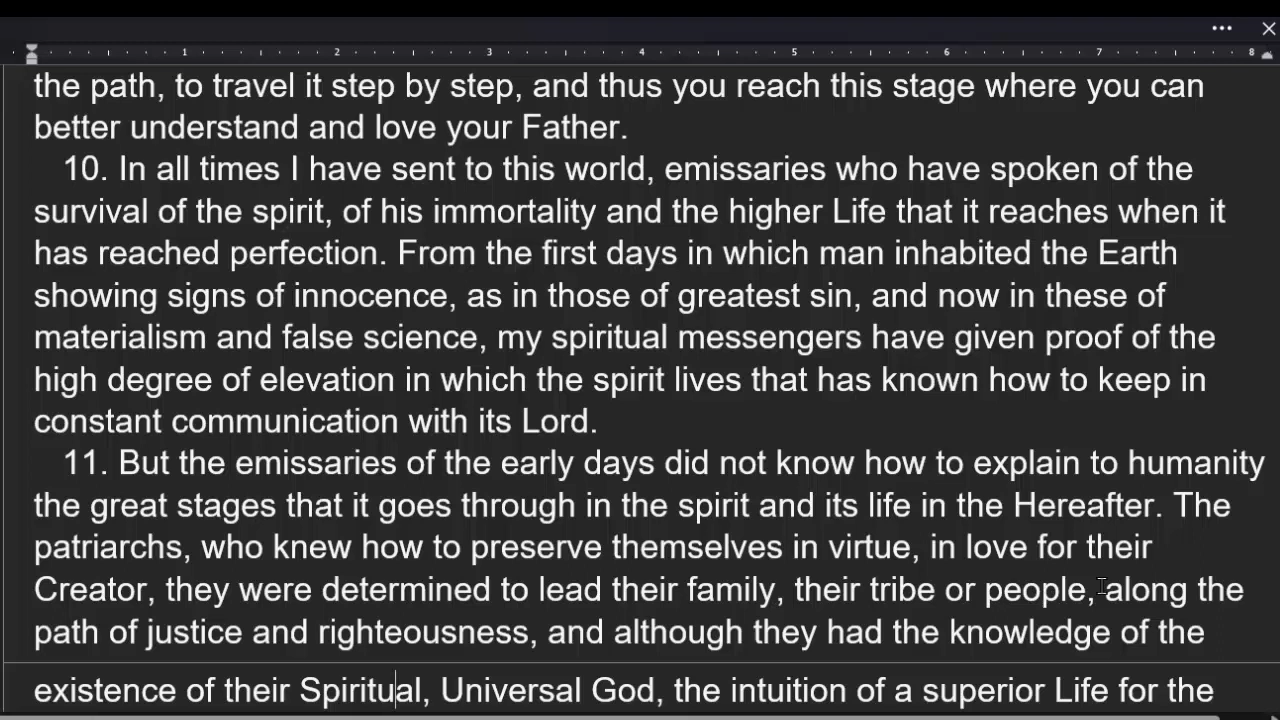 1 2 3 4 5 6 7 8
the path, to travel it step by step, and thus you reach this stage where you can
better understand and love your Father.
10. In all times I have sent to this world, emissaries who have spoken of the
survival of the spirit, of his immortality and the higher Life that it reaches when it
has reached perfection. From the first days in which man inhabited the Earth
showing signs of innocence, as in those of greatest sin, and now in these of
materialism and false science, my spiritual messengers have given proof of the
high degree of elevation in which the spirit lives that has known how to keep in
constant communication with its Lord.
11. But the emissaries of the early days did not know how to explain to humanity
the great stages that it goes through in the spirit and its life in the Hereafter. The
patriarchs, who knew how to preserve themselves in virtue, in love for their
Creator, they were determined to lead their family, their tribe or people, along the
path of justice and righteousness, and although they had the knowledge of the
existence of their Spiritual, Universal God, the intuition of a superior Life for the